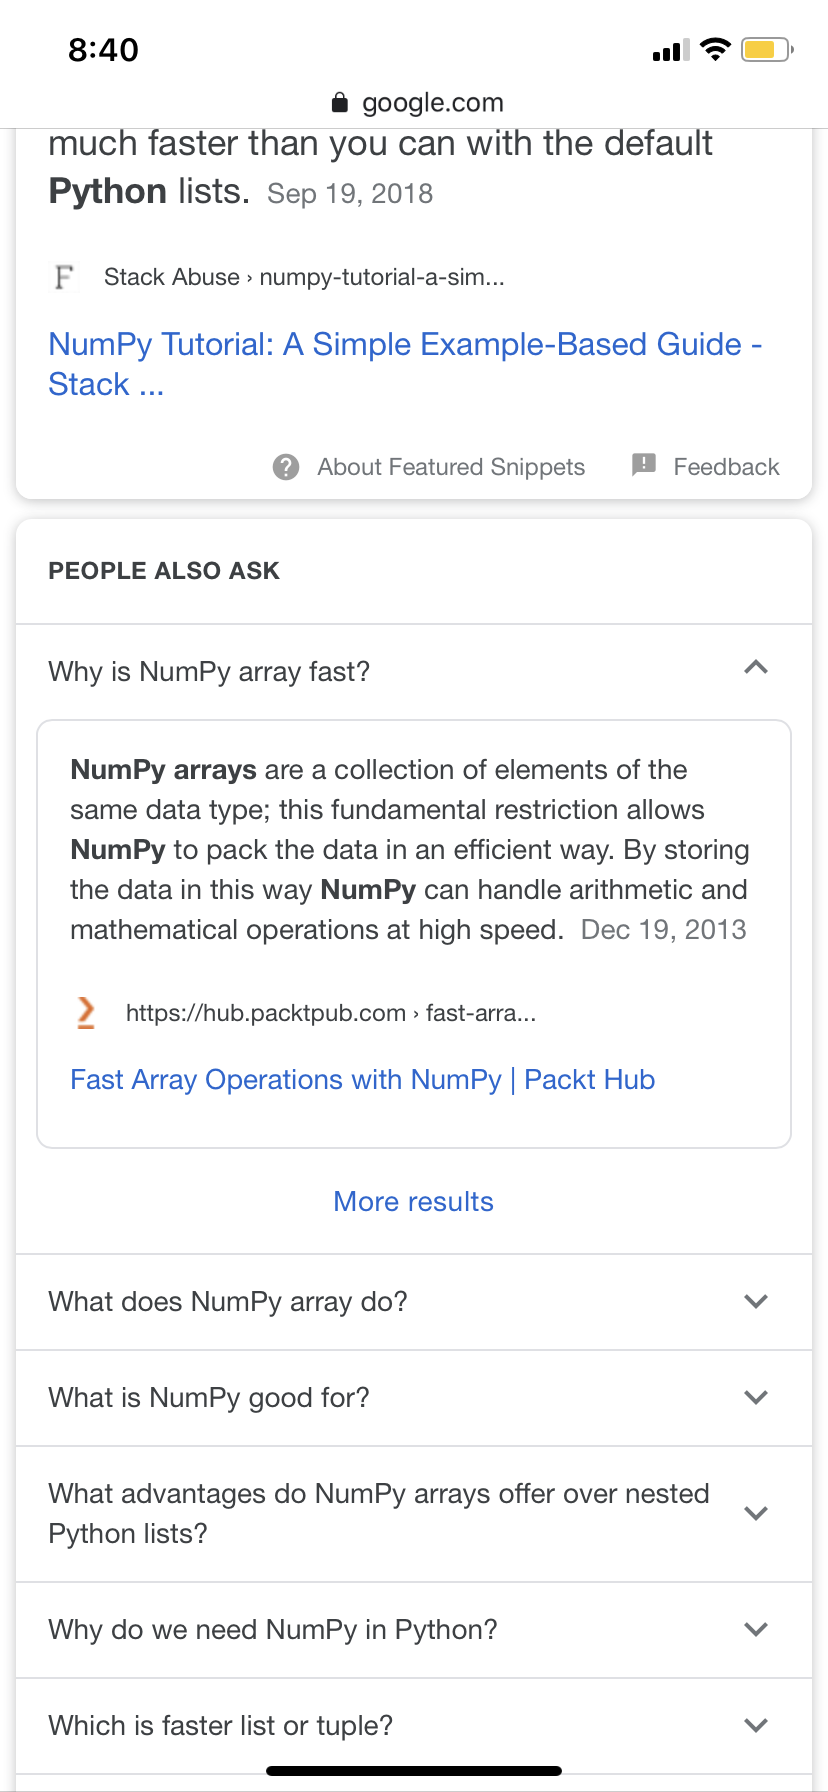 8:40
google.com
much faster than you can with the default
Python lists. Sep 19, 2018
F Stack Abuse › numpy-tutorial-a-sim...
NumPy Tutorial: A Simple Example-Based Guide -
Stack ...
? About Featured Snippets ! Feedback
PEOPLE ALSO ASK
Why is NumPy array fast?
NumPy arrays are a collection of elements of the
same data type; this fundamental restriction allows
NumPy to pack the data in an efficient way. By storing
the data in this way NumPy can handle arithmetic and
mathematical operations at high speed. Dec 19, 2013
https://hub.packtpub.com › fast-arra...
Fast Array Operations with NumPy | Packt Hub
More results
What does NumPy array do?
What is NumPy good for?
What advantages do NumPy arrays offer over nested
Python lists?
Why do we need NumPy in Python?
Which is faster list or tuple?